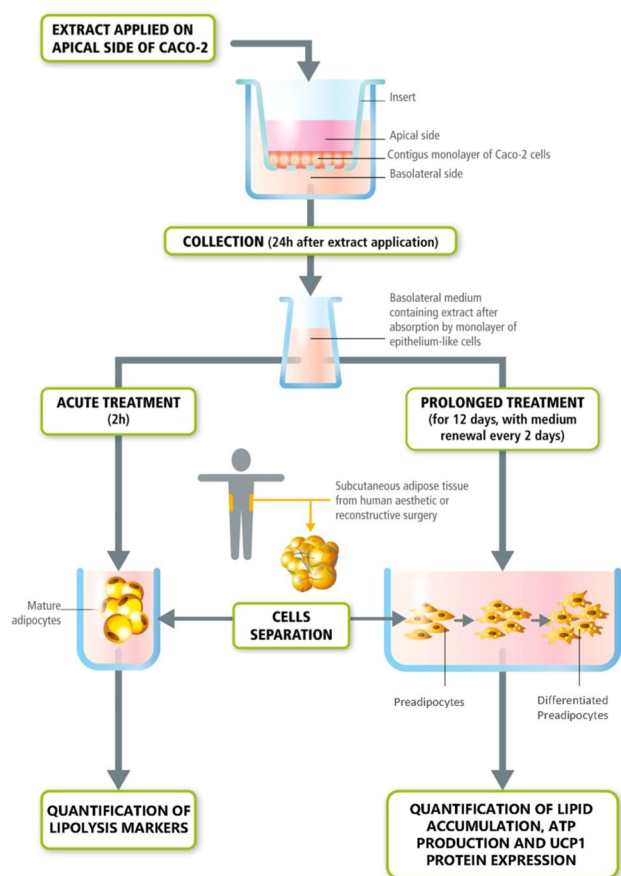 EXTRACT APPLIED ON
APICAL SIDE OF CACO-2
Insert
Apical side
Contigus monolayer of Caco-2 cells
Basolateral side
COLLECTION (24h after extract application)
Basolateral medium
containing extract after
absorption by monolayer of
epithelium-like cells
ACUTE TREATMENT
(2h)
PROLONGED TREATMENT
(for 12 days, with medium
renewal every 2 days)
Subcutaneous adipose tissue
from human aesthetic or
reconstructive surgery
Mature
adipocytes
CELLS
SEPARATION
Preadipocytes
Differentiated
Preadipocytes
QUANTIFICATION OF
LIPOLYSIS MARKERS
QUANTIFICATION OF LIPID
ACCUMULATION, ATP
PRODUCTION AND UCP1
PROTEIN EXPRESSION